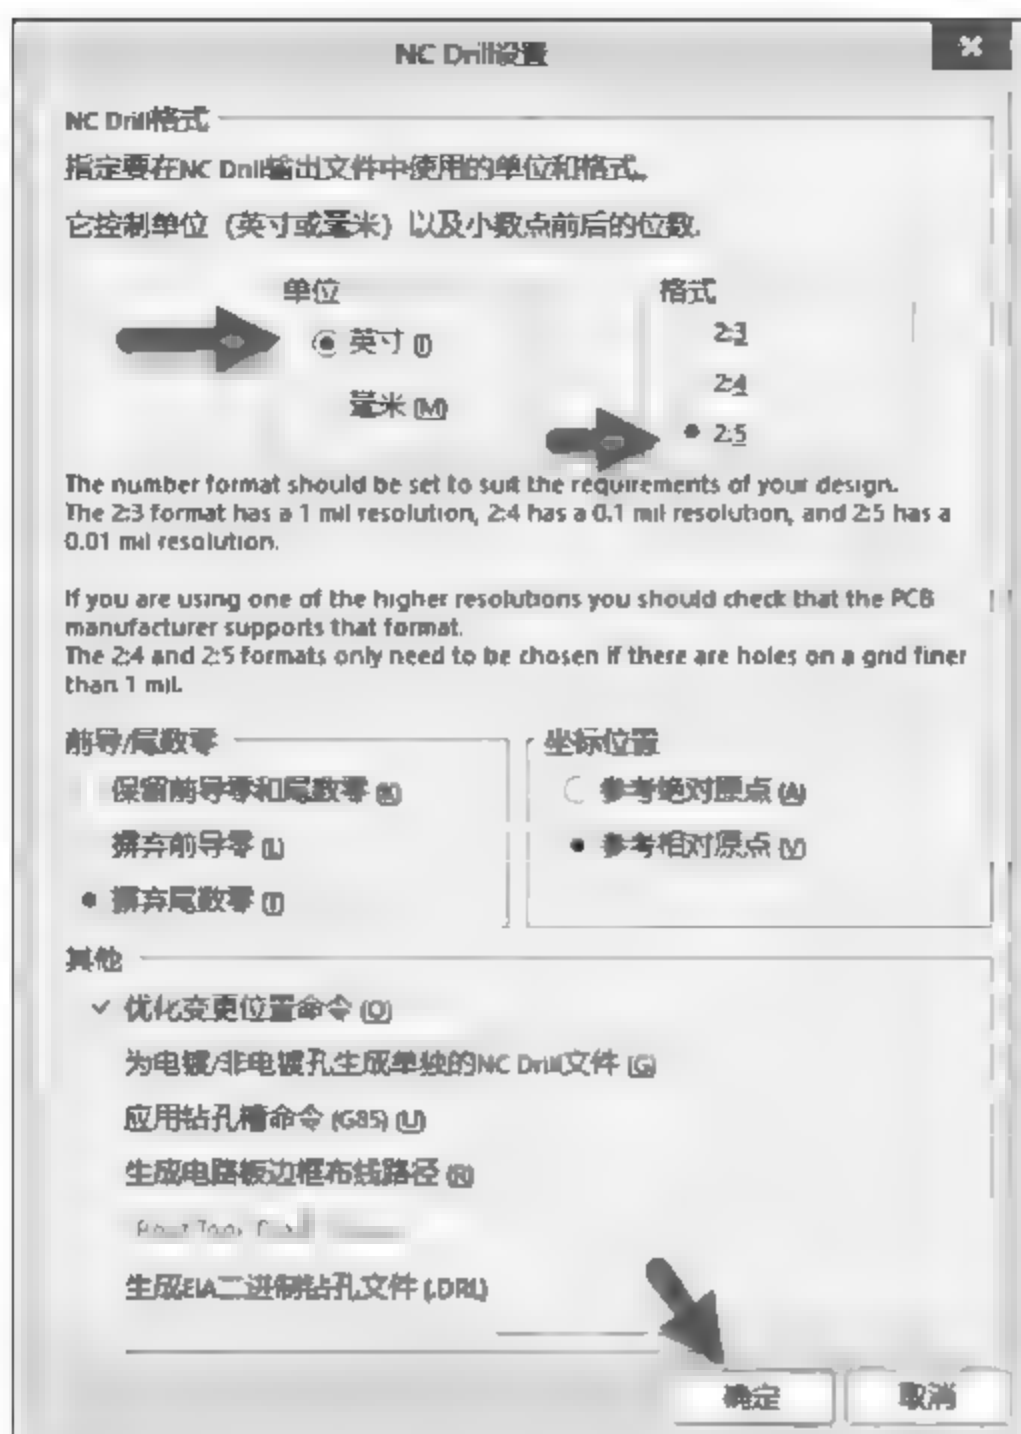 NC Drill设置
NC Drill格式
指定要在NC Drill输出文件中使用的单位和格式。
它控制单位（英寸或毫米）以及小数点前后的位数.
单位
格式
英寸 (I)
2:3
毫米 (M)
2:4
2:5
The number format should be set to suit the requirements of your design.
The 2:3 format has a 1 mil resolution, 2:4 has a 0.1 mil resolution, and 2:5 has a
0.01 mil resolution.
If you are using one of the higher resolutions you should check that the PCB
manufacturer supports that format.
The 2:4 and 2:5 formats only need to be chosen if there are holes on a grid finer
than 1 mil.
前导/尾数零
坐标位置
保留前导零和尾数零 (K)
参考绝对原点 (A)
摒弃前导零 (L)
参考相对原点 (V)
摒弃尾数零 (T)
其他
优化变更位置命令 (O)
为电镀/非电镀孔生成单独的NC Drill文件 (G)
应用钻孔槽命令 (G85) (U)
生成电路板边框布线路径 (R)
生成EIA二进制钻孔文件 (.DRL)
确定
取消